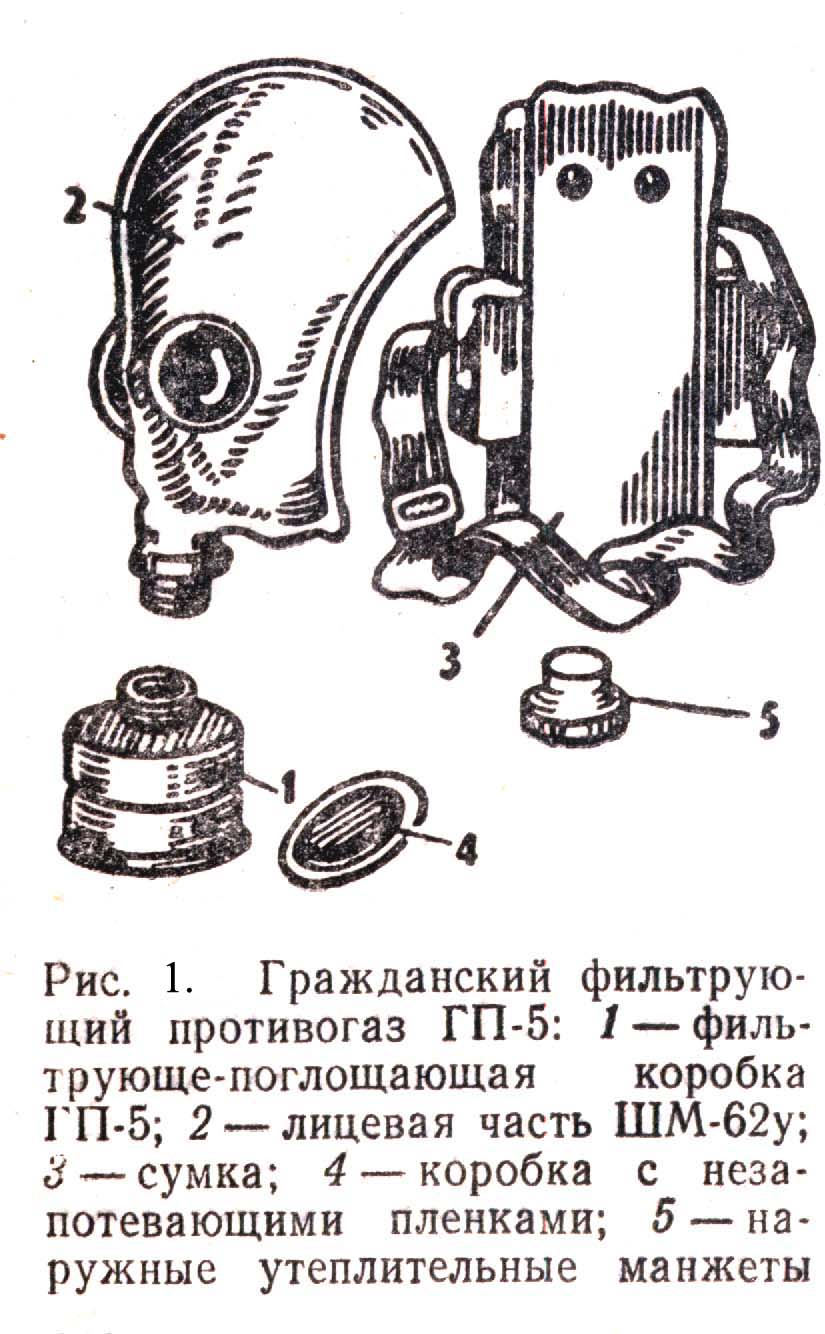 2
3
5
1
4
Рис. 1. Гражданский фильтрую-
щий противогаз ГП-5: 1 — филь-
трующе-поглощающая коробка
ГП-5; 2 — лицевая часть ШМ-62у;
3 — сумка; 4 — коробка с неза-
потевающими пленками; 5 — на-
ружные утеплительные манжеты